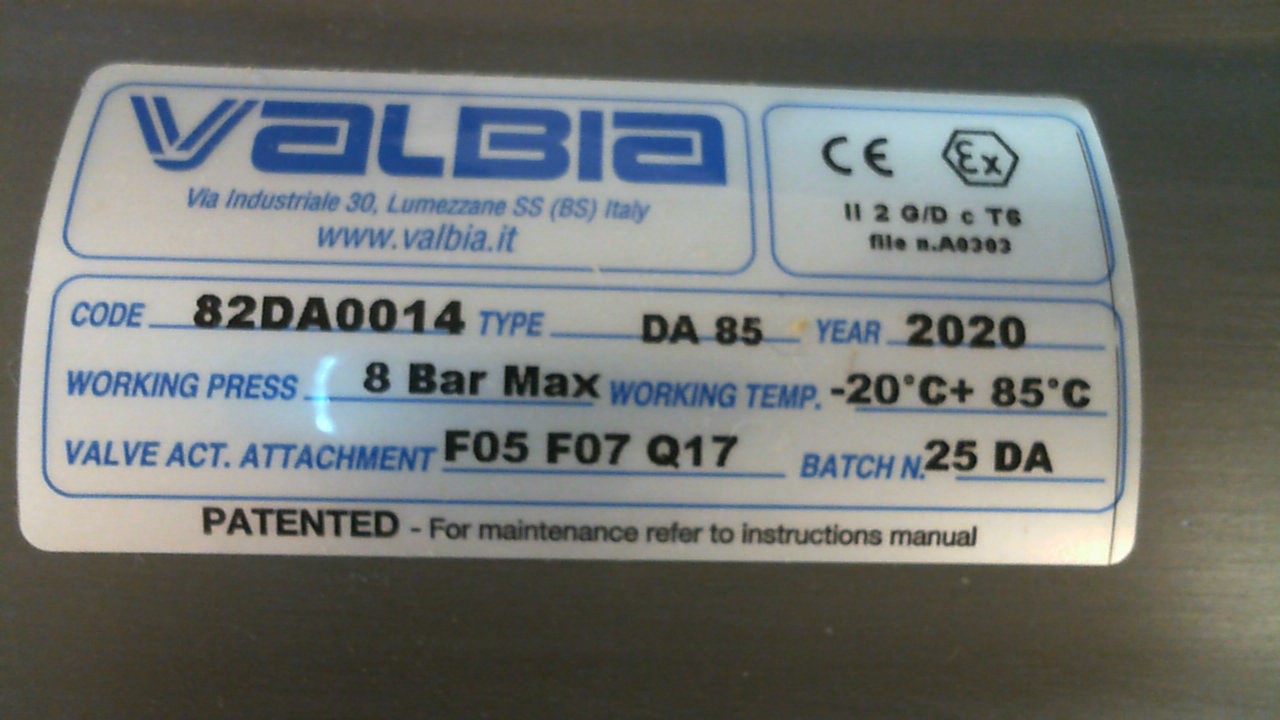 VALBIA
Via Industriale 30, Lumezzane SS (BS) Italy
www.valbia.it
CE Ex
II 2 G/D c T6
file n.A0303
CODE 82DA0014 TYPE DA 85 YEAR 2020
WORKING PRESS 8 Bar Max WORKING TEMP. -20°C+ 85°C
VALVE ACT. ATTACHMENT F05 F07 Q17 BATCH N. 25 DA
PATENTED - For maintenance refer to instructions manual